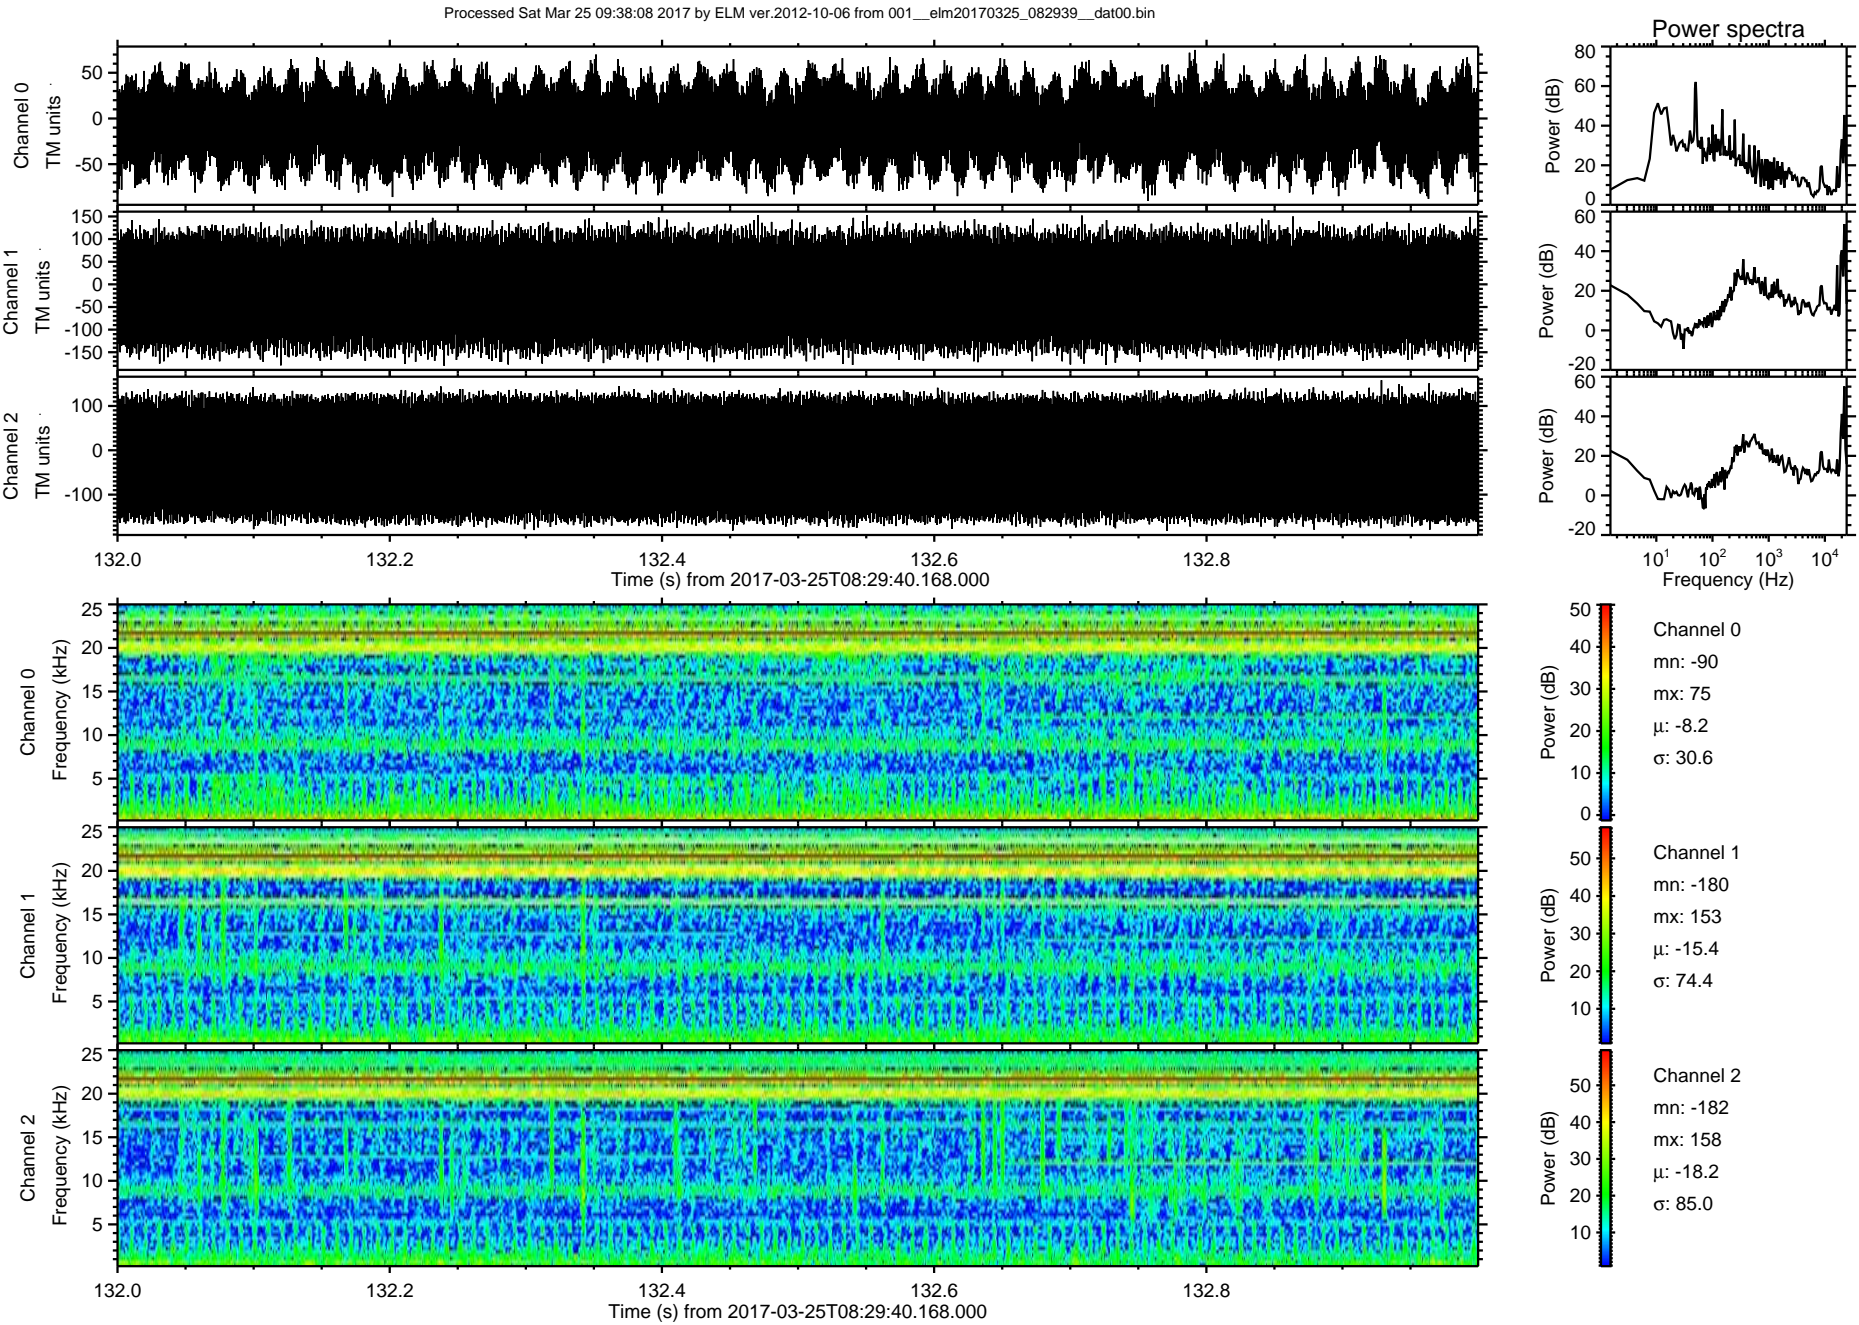 Processed Sat Mar 25 09:38:08 2017 by ELM ver.2012-10-06 from 001__elm20170325_082939__dat00.bin
Power spectra
Channel 0
TM units
50
0
-50
Power (dB)
80
60
40
20
0
Channel 1
TM units
150
100
50
0
-50
-100
-150
Power (dB)
60
40
20
0
-20
Channel 2
TM units
100
0
-100
Power (dB)
60
40
20
0
-20
132.0 132.2 132.4 132.6 132.8
Time (s) from 2017-03-25T08:29:40.168.000
10¹ 10² 10³ 10⁴
Frequency (Hz)
Channel 0
Frequency (kHz)
25
20
15
10
5
Power (dB)
50
40
30
20
10
0
Channel 0
mn: -90
mx: 75
μ: -8.2
σ: 30.6
Channel 1
Frequency (kHz)
25
20
15
10
5
Power (dB)
50
40
30
20
10
Channel 1
mn: -180
mx: 153
μ: -15.4
σ: 74.4
Channel 2
Frequency (kHz)
25
20
15
10
5
Power (dB)
50
40
30
20
10
Channel 2
mn: -182
mx: 158
μ: -18.2
σ: 85.0
132.0 132.2 132.4 132.6 132.8
Time (s) from 2017-03-25T08:29:40.168.000